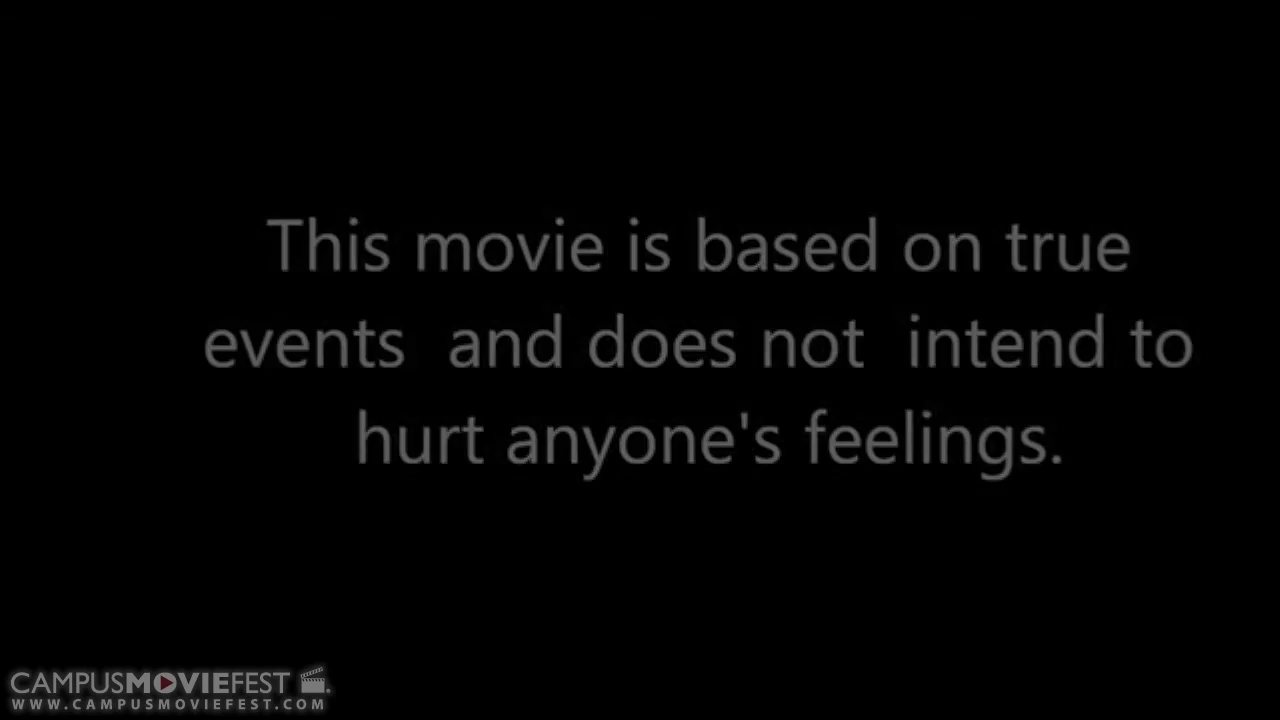 This movie is based on true
events  and does not  intend to
hurt anyone's feelings.
CAMPUSMOVIEFEST
WWW.CAMPUSMOVIEFEST.COM